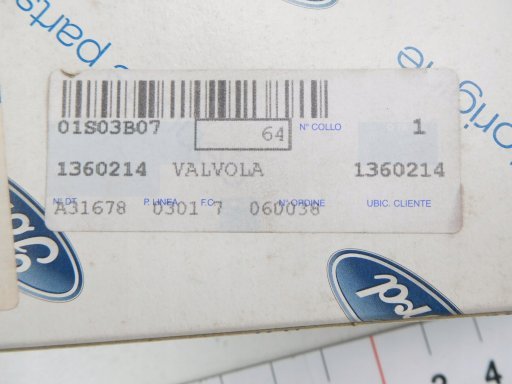 original parts
01S03B07
64 N° COLLO 1
1360214 VALVOLA 1360214
N° DT P. LINEA F.C. N° ORDINE UBIC. CLIENTE
A31678 0301 7 060038
Ford
Ford
3 4